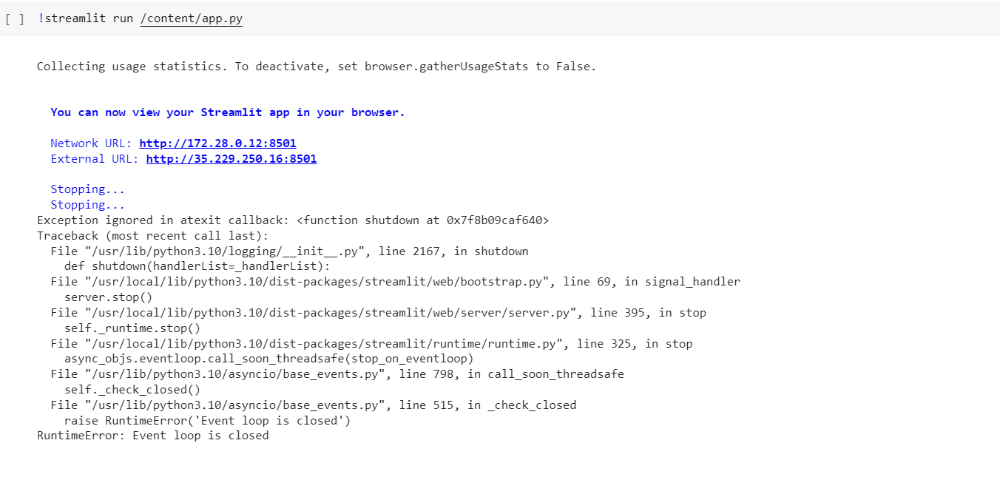 [ ] !streamlit run /content/app.py
Collecting usage statistics. To deactivate, set browser.gatherUsageStats to False.
You can now view your Streamlit app in your browser.
Network URL: http://172.28.0.12:8501
External URL: http://35.229.250.16:8501
Stopping...
Stopping...
Exception ignored in atexit callback: <function shutdown at 0x7f8b09caf640>
Traceback (most recent call last):
File "/usr/lib/python3.10/logging/__init__.py", line 2167, in shutdown
def shutdown(handlerList=_handlerList):
File "/usr/local/lib/python3.10/dist-packages/streamlit/web/bootstrap.py", line 69, in signal_handler
server.stop()
File "/usr/local/lib/python3.10/dist-packages/streamlit/web/server/server.py", line 395, in stop
self._runtime.stop()
File "/usr/local/lib/python3.10/dist-packages/streamlit/runtime/runtime.py", line 325, in stop
async_objs.eventloop.call_soon_threadsafe(stop_on_eventloop)
File "/usr/lib/python3.10/asyncio/base_events.py", line 798, in call_soon_threadsafe
self._check_closed()
File "/usr/lib/python3.10/asyncio/base_events.py", line 515, in _check_closed
raise RuntimeError('Event loop is closed')
RuntimeError: Event loop is closed